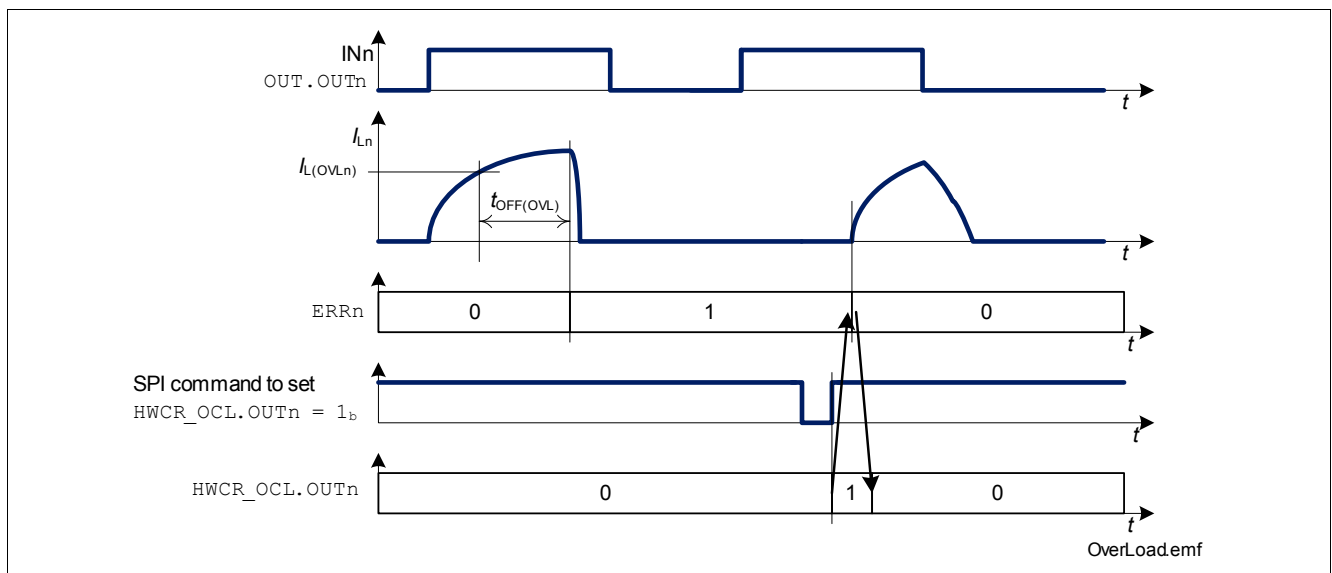 INn
OUT.OUTn
t
ILn
IL(OVLn)
tOFF(OVL)
t
ERRn
0
1
0
t
SPI command to set
HWCR_OCL.OUTn = 1b
t
HWCR_OCL.OUTn
0
1
0
t
OverLoad.emf